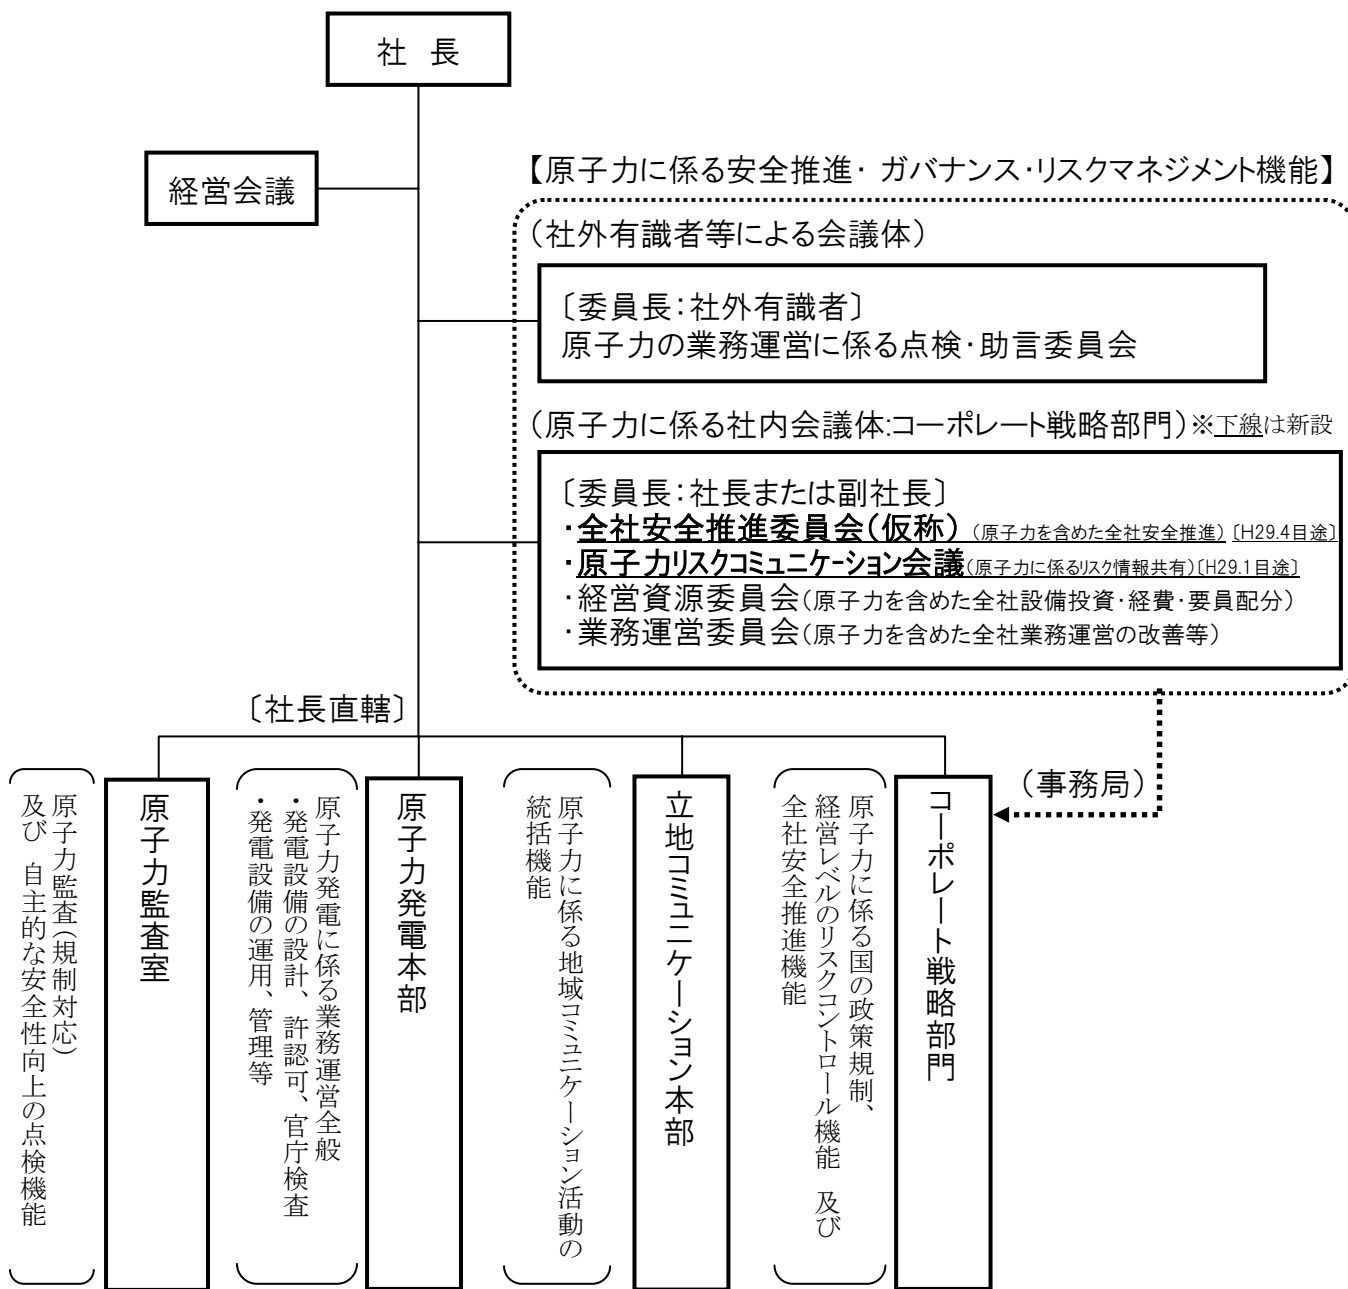 社 長
経営会議
【原子力に係る安全推進・ ガバナンス・リスクマネジメント機能】
（社外有識者等による会議体）
〔委員長：社外有識者〕
原子力の業務運営に係る点検・助言委員会
（原子力に係る社内会議体:コーポレート戦略部門）※下線は新設
〔委員長：社長または副社長〕
・全社安全推進委員会（仮称）（原子力を含めた全社安全推進）〔H29.4目途〕
・原子力リスクコミュニケーション会議（原子力に係るリスク情報共有）〔H29.1目途〕
・経営資源委員会（原子力を含めた全社設備投資・経費・要員配分）
・業務運営委員会（原子力を含めた全社業務運営の改善等）
〔社長直轄〕
（事務局）
コーポレート戦略部門
原子力に係る国の政策規制、
経営レベルのリスクコントロール機能 及び
全社安全推進機能
立地コミュニケーション本部
原子力に係る地域コミュニケーション活動の
統括機能
原子力発電本部
原子力発電に係る業務運営全般
・発電設備の設計、許認可、官庁検査
・発電設備の運用、管理等
原子力監査室
原子力監査（規制対応）
及び 自主的な安全性向上の点検機能